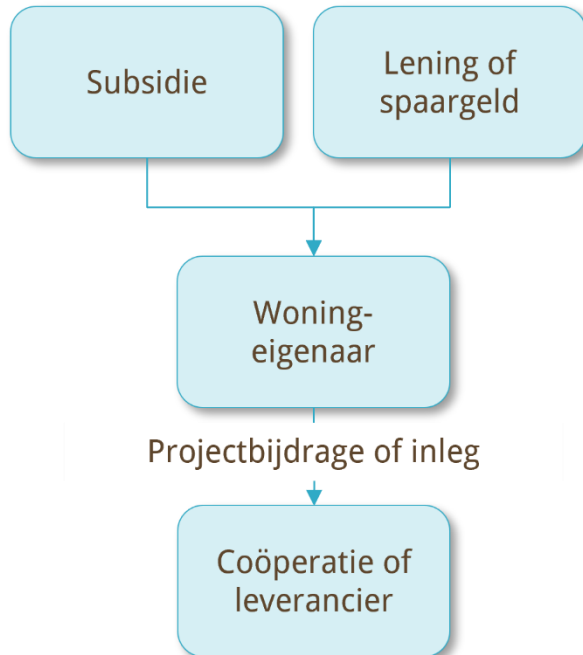 Subsidie
Lening of
spaargeld
Woning-
eigenaar
Projectbijdrage of inleg
Coöperatie of
leverancier